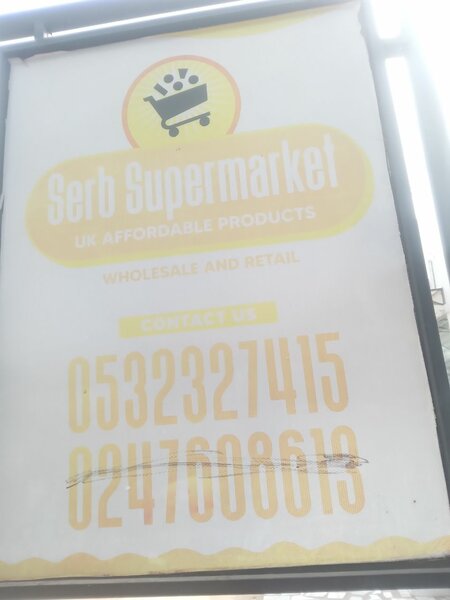 Serb Supermarket
UK AFFORDABLE PRODUCTS
WHOLESALE AND RETAIL
CONTACT US
0532327415
0247608619